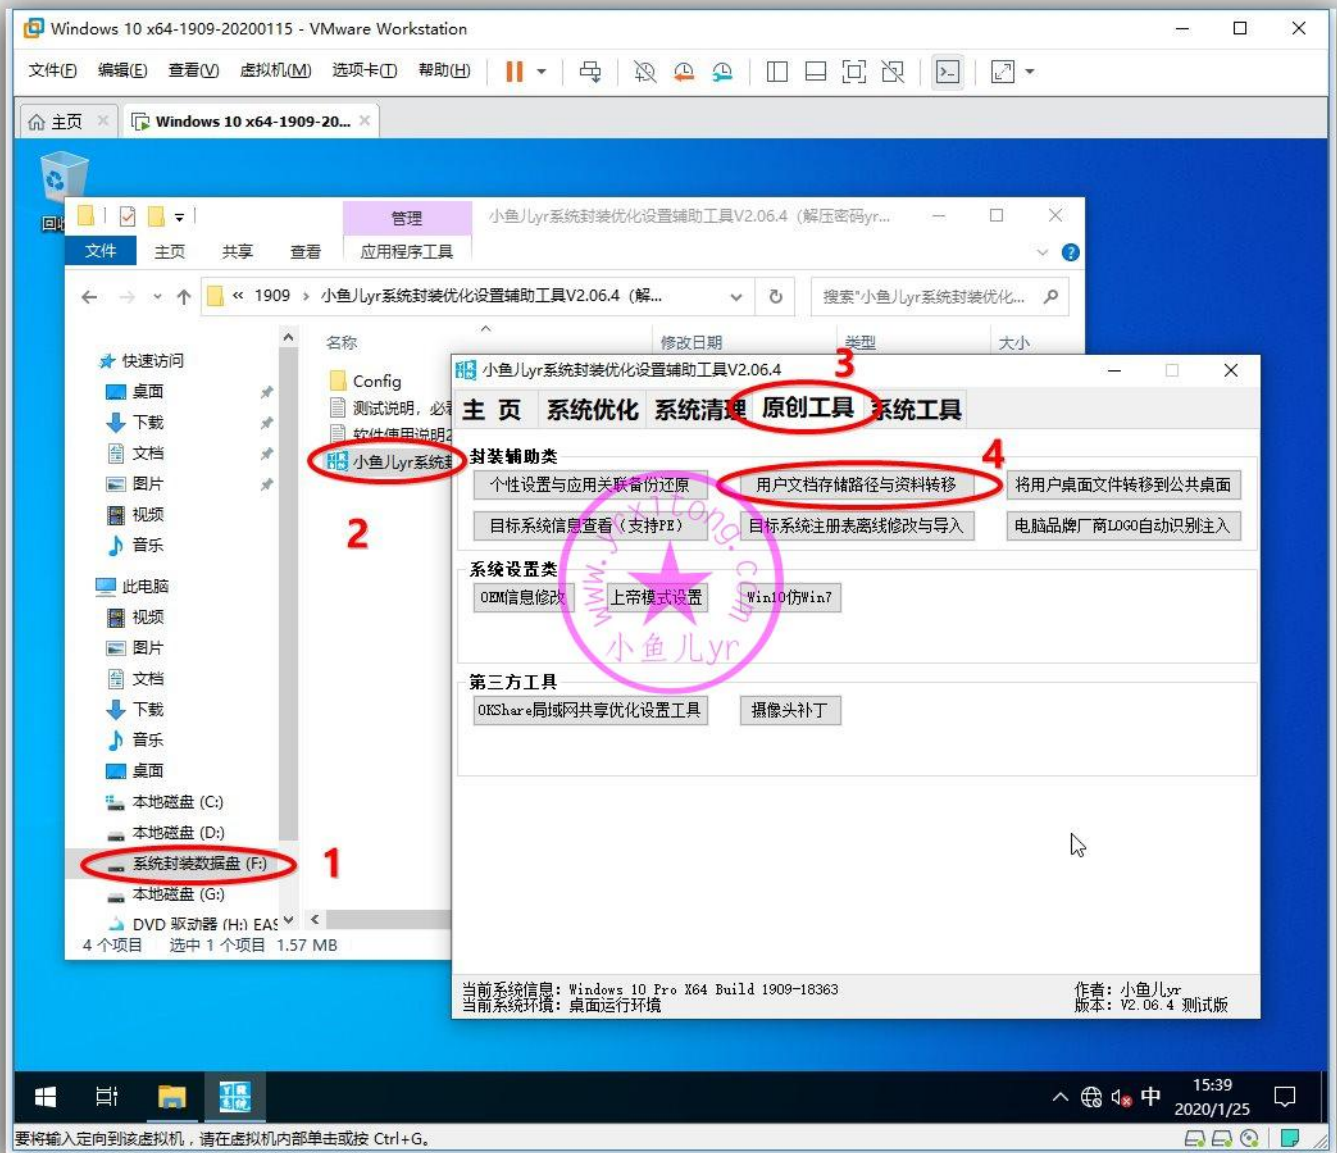 Windows 10 x64-1909-20200115 - VMware Workstation
文件(F) 编辑(E) 查看(V) 虚拟机(M) 选项卡(T) 帮助(H)
主页 Windows 10 x64-1909-20...
管理 小鱼儿yr系统封装优化设置辅助工具V2.06.4（解压密码yr...
文件 主页 共享 查看 应用程序工具
« 1909 › 小鱼儿yr系统封装优化设置辅助工具V2.06.4（解... 搜索"小鱼儿yr系统封装优化...
名称 修改日期 类型 大小
快速访问
桌面
下载
文档
图片
视频
音乐
此电脑
视频
图片
文档
下载
音乐
桌面
本地磁盘 (C:)
本地磁盘 (D:)
系统封装数据盘 (F:)
本地磁盘 (G:)
DVD 驱动器 (H:) EAS
Config
测试说明，必看
软件使用说明2
小鱼儿yr系统封
4 个项目 选中 1 个项目 1.57 MB
1
2
3
4
小鱼儿yr系统封装优化设置辅助工具V2.06.4
主 页 系统优化 系统清理 原创工具 系统工具
封装辅助类
个性设置与应用关联备份还原 用户文档存储路径与资料转移 将用户桌面文件转移到公共桌面
目标系统信息查看（支持PE） 目标系统注册表离线修改与导入 电脑品牌厂商LOGO自动识别注入
系统设置类
OEM信息修改 上帝模式设置 Win10仿Win7
第三方工具
OKShare局域网共享优化设置工具 摄像头补丁
www.yrxitong.com
小鱼儿yr
当前系统信息: Windows 10 Pro X64 Build 1909-18363 作者: 小鱼儿yr
当前系统环境: 桌面运行环境 版本: V2.06.4 测试版
YR
系统
中 15:39
2020/1/25
要将输入定向到该虚拟机，请在虚拟机内部单击或按 Ctrl+G。